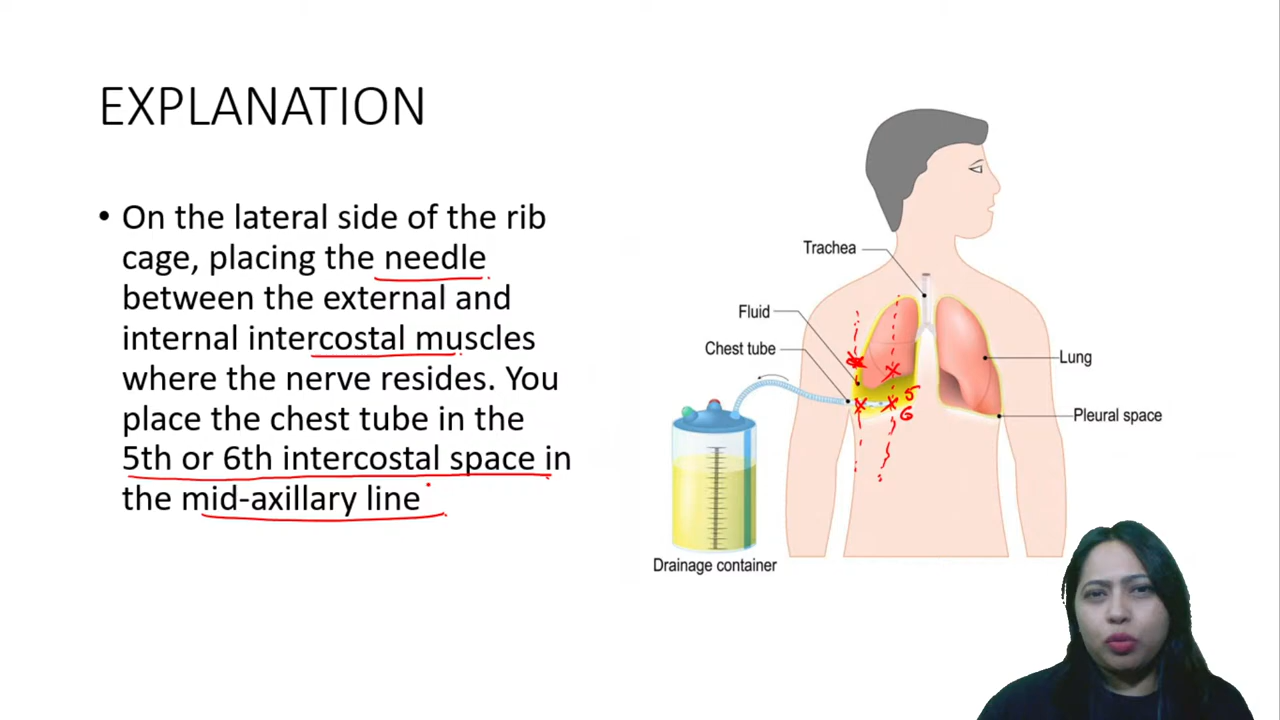 EXPLANATION
• On the lateral side of the rib
cage, placing the needle
between the external and
internal intercostal muscles
where the nerve resides. You
place the chest tube in the
5th or 6th intercostal space in
the mid-axillary line
Trachea
Fluid
Chest tube
Lung
5
6
Pleural space
Drainage container